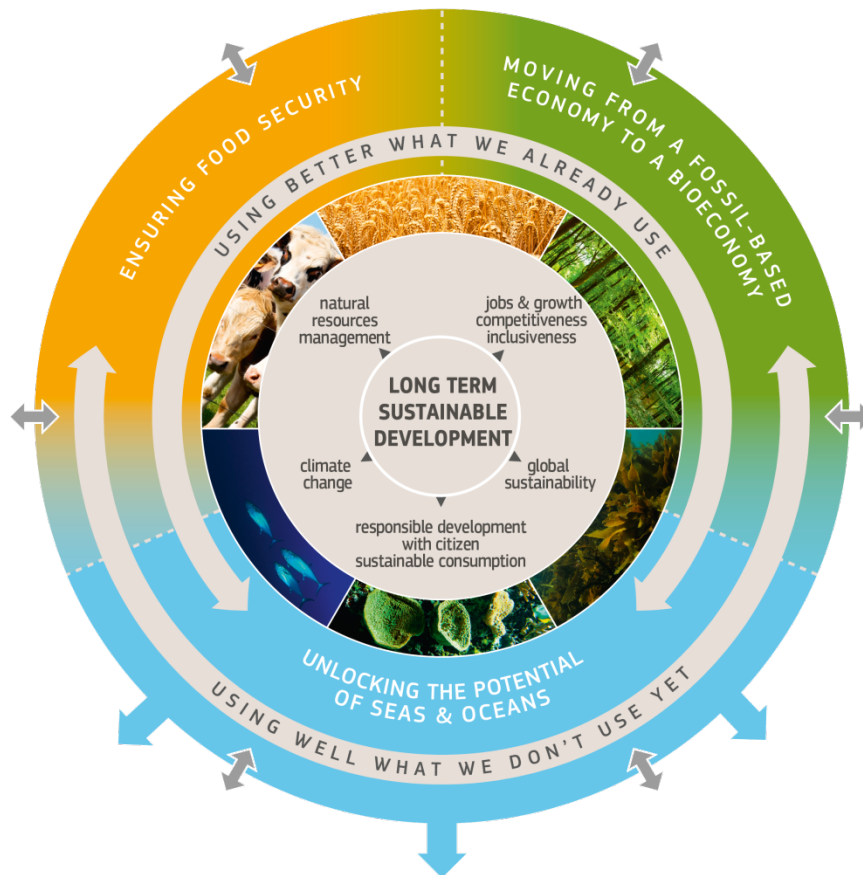 ENSURING FOOD SECURITY
MOVING FROM A FOSSIL-BASED
ECONOMY TO A BIOECONOMY
USING BETTER WHAT WE ALREADY USE
natural
resources
management
jobs & growth
competitiveness
inclusiveness
LONG TERM
SUSTAINABLE
DEVELOPMENT
climate
change
global
sustainability
responsible development
with citizen
sustainable consumption
UNLOCKING THE POTENTIAL
OF SEAS & OCEANS
USING WELL WHAT WE DON'T USE YET